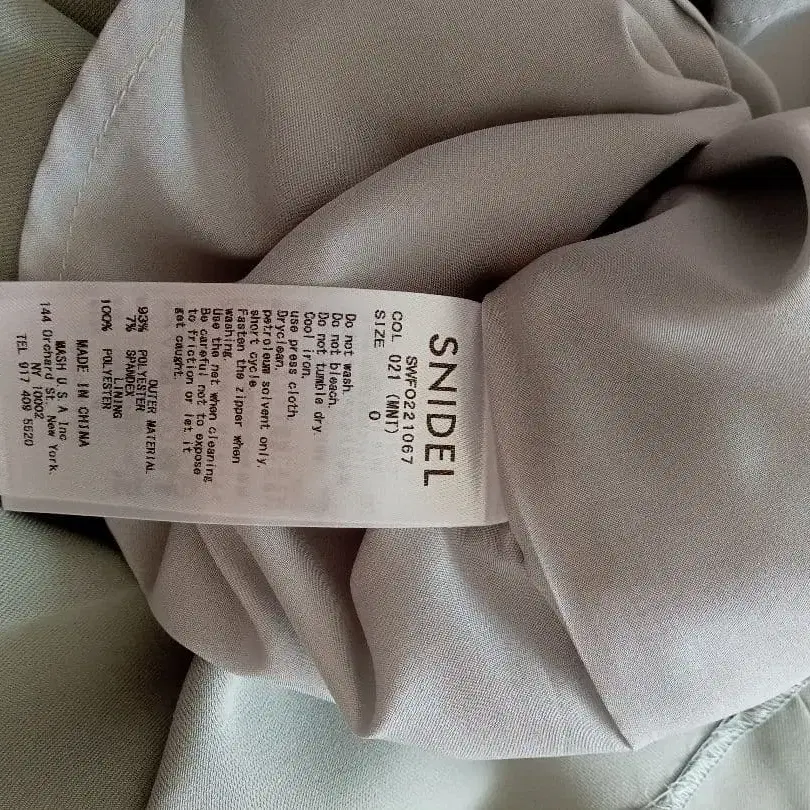 SNIDEL
SWFO221067
COL 021 (MNT)
SIZE 0
Do not wash.
Do not bleach.
Do not tumble dry
Cool iron.
use press cloth.
Dryclean.
petroleum solvent only.
short cycle.
Fasten the zipper when
washing.
Use the net when cleaning
Be careful not to expose
to friction or let it
get caught.
OUTER MATERIAL
93% POLYESTER
7% SPANDEX
LINING
100% POLYESTER
MADE IN CHINA
MASH U.S.A Inc
144 Orchard St. New York.
NY 10002
TEL 917 409 5520